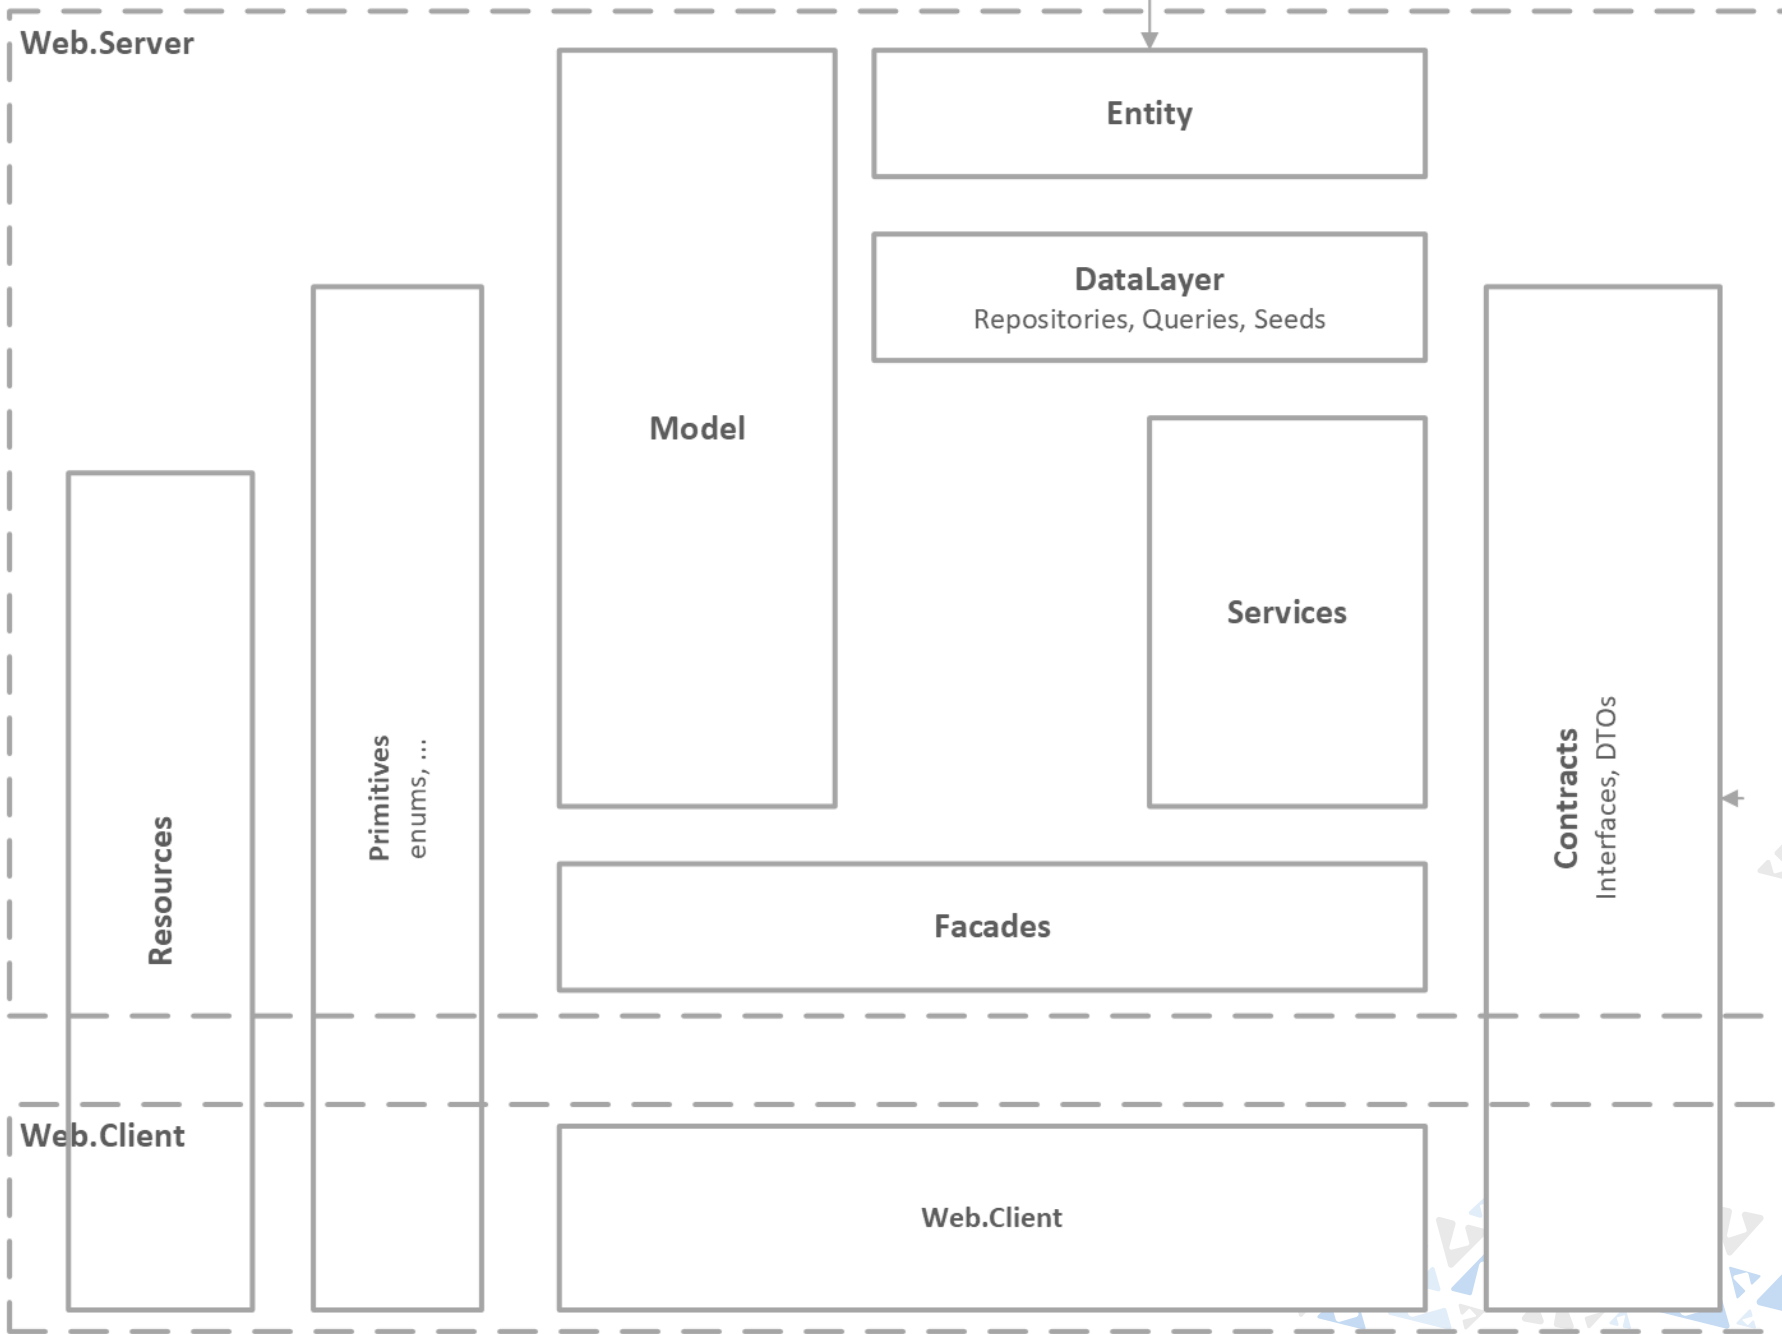 Web.Server
Entity
DataLayer
Repositories, Queries, Seeds
Model
Services
Primitives
enums, ...
Contracts
Interfaces, DTOs
Resources
Facades
Web.Client
Web.Client